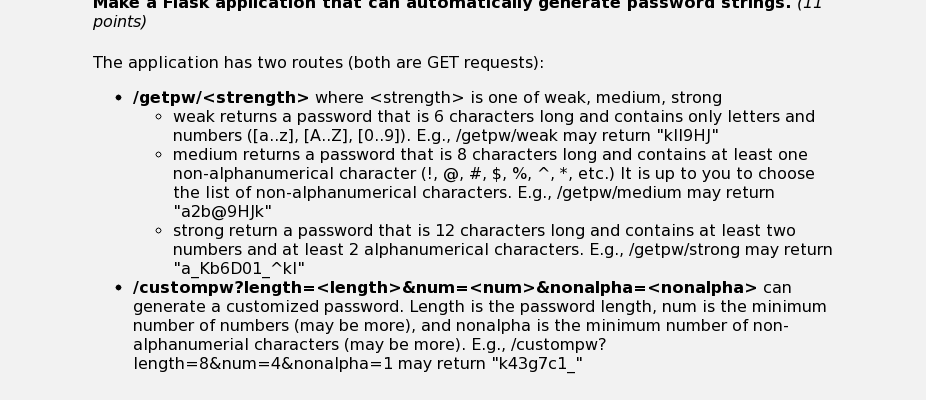 Make a Flask application that can automatically generate password strings. (11
points)
The application has two routes (both are GET requests):
• /getpw/<strength> where <strength> is one of weak, medium, strong
◦ weak returns a password that is 6 characters long and contains only letters and
numbers ([a..z], [A..Z], [0..9]). E.g., /getpw/weak may return "kIl9HJ"
◦ medium returns a password that is 8 characters long and contains at least one
non-alphanumerical character (!, @, #, $, %, ^, *, etc.) It is up to you to choose
the list of non-alphanumerical characters. E.g., /getpw/medium may return
"a2b@9HJk"
◦ strong return a password that is 12 characters long and contains at least two
numbers and at least 2 alphanumerical characters. E.g., /getpw/strong may return
"a_Kb6D01_^kI"
• /custompw?length=<length>&num=<num>&nonalpha=<nonalpha> can
generate a customized password. Length is the password length, num is the minimum
number of numbers (may be more), and nonalpha is the minimum number of non-
alphanumerial characters (may be more). E.g., /custompw?
length=8&num=4&nonalpha=1 may return "k43g7c1_"